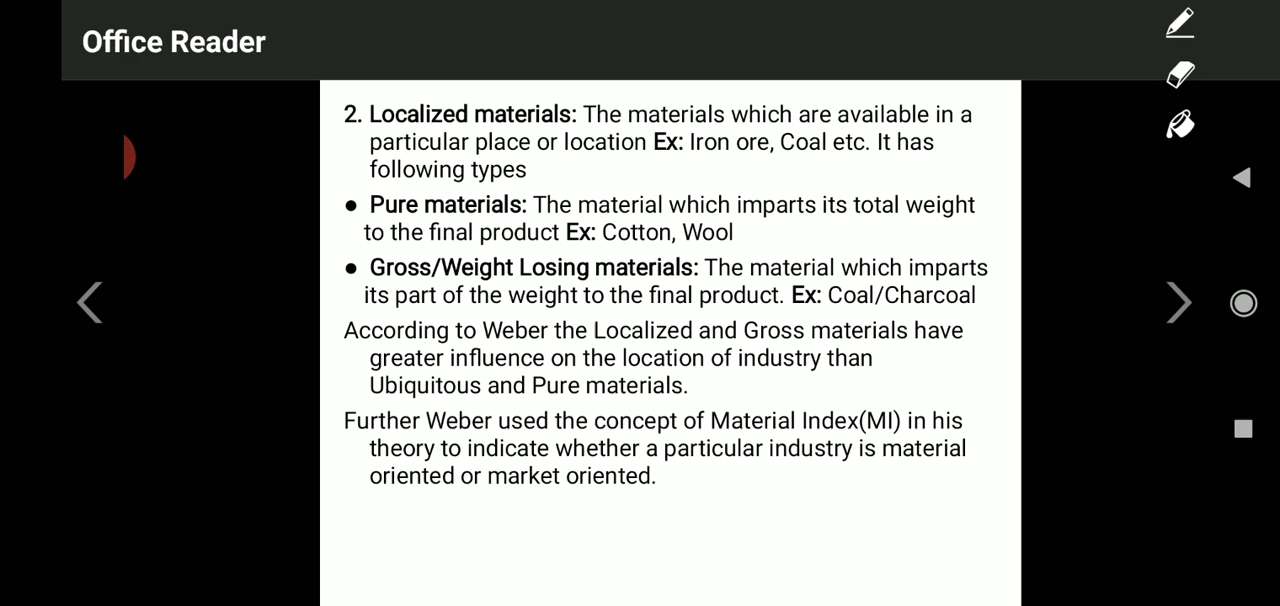 Office Reader
2. Localized materials: The materials which are available in a
particular place or location Ex: Iron ore, Coal etc. It has
following types
● Pure materials: The material which imparts its total weight
to the final product Ex: Cotton, Wool
● Gross/Weight Losing materials: The material which imparts
its part of the weight to the final product. Ex: Coal/Charcoal
According to Weber the Localized and Gross materials have
greater influence on the location of industry than
Ubiquitous and Pure materials.
Further Weber used the concept of Material Index(MI) in his
theory to indicate whether a particular industry is material
oriented or market oriented.